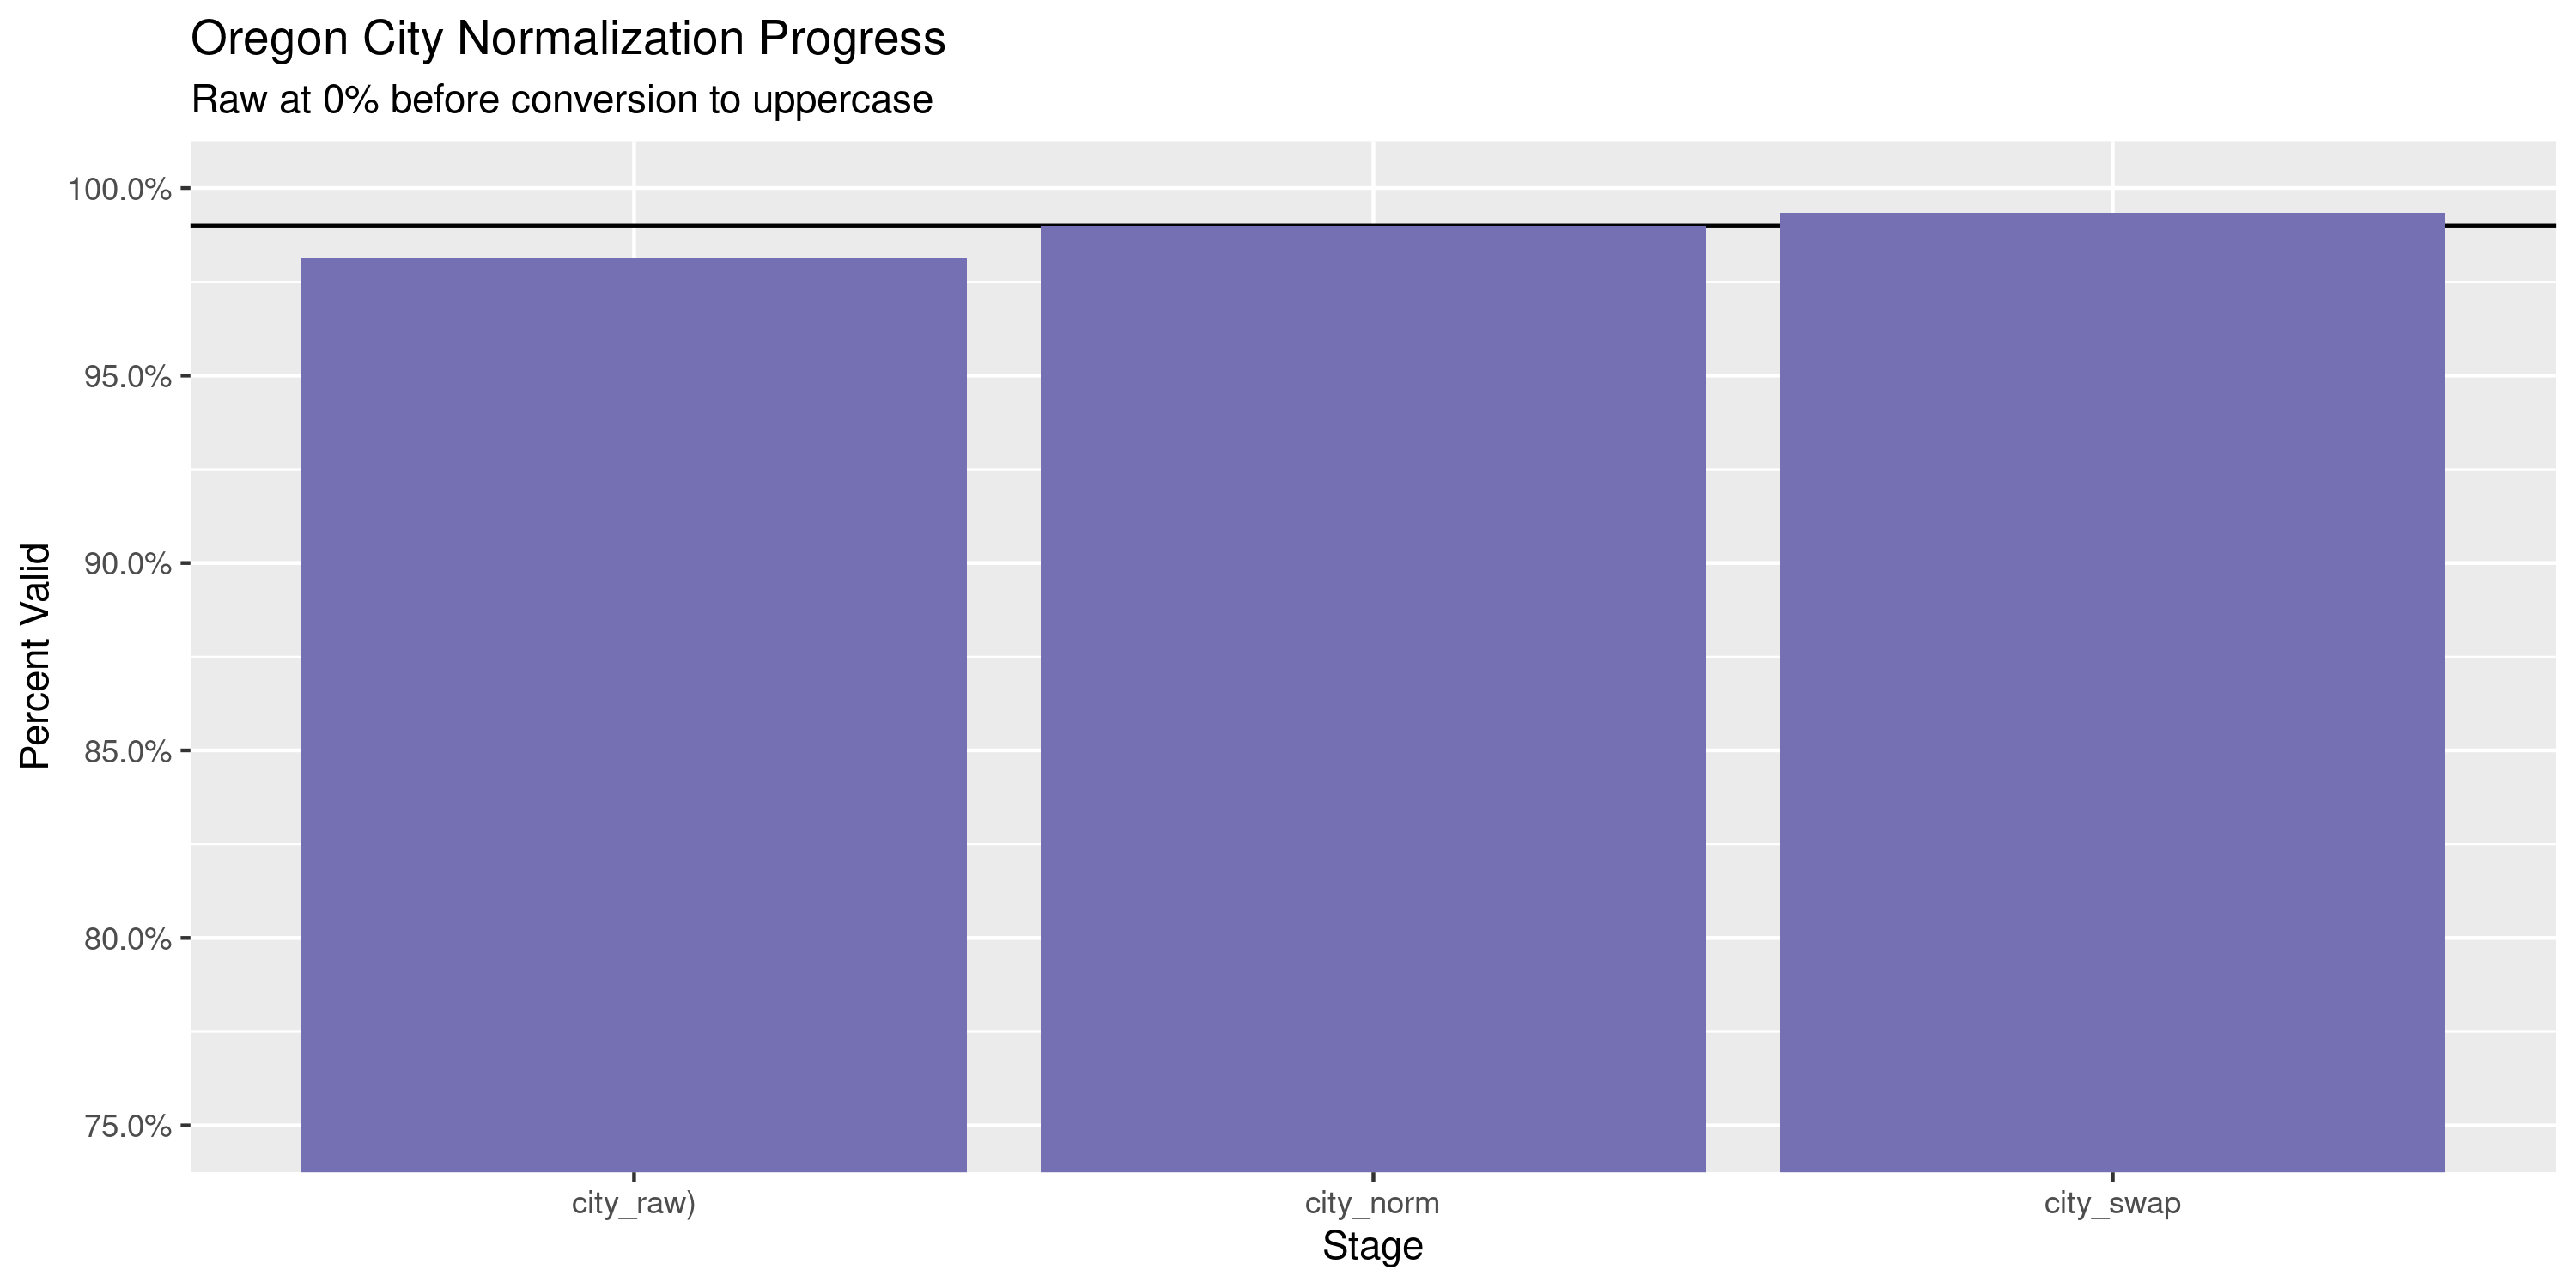 Oregon City Normalization Progress
Raw at 0% before conversion to uppercase
100.0%
95.0%
90.0%
85.0%
80.0%
75.0%
Percent Valid
city_raw)
city_norm
city_swap
Stage